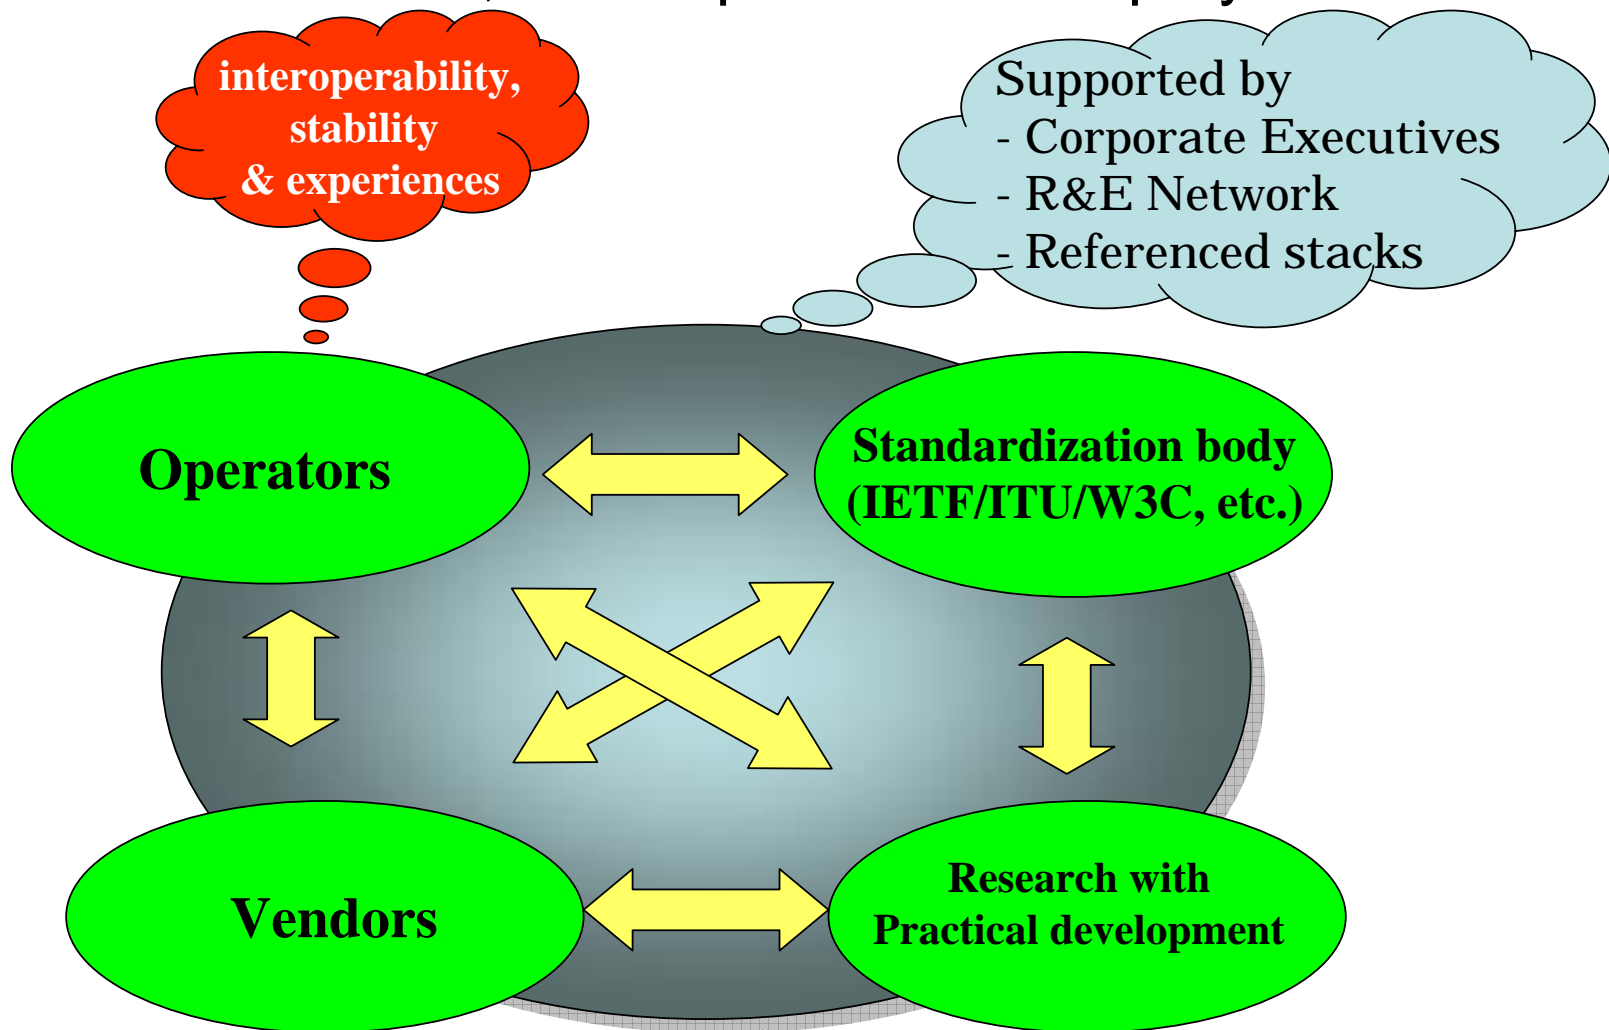 interoperability,
stability
& experiences
Supported by
- Corporate Executives
- R&E Network
- Referenced stacks
Operators
Standardization body
(IETF/ITU/W3C, etc.)
Vendors
Research with
Practical development